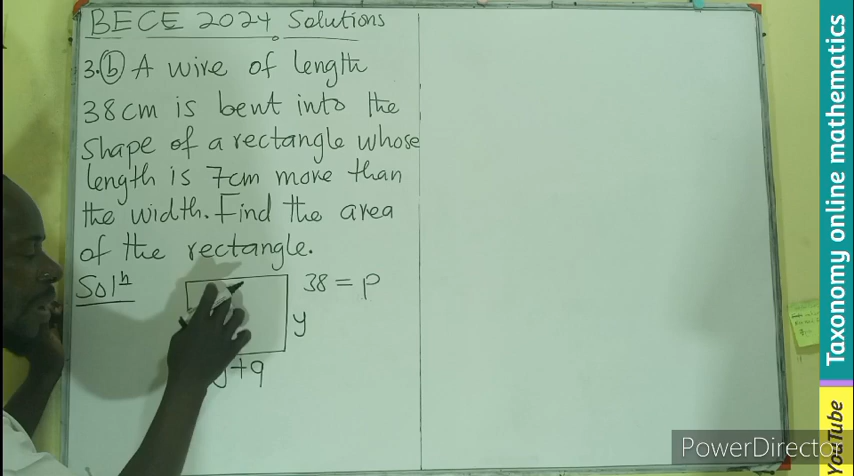 BECE 2024 Solutions
3.(b) A wire of length
38cm is bent into the
shape of a rectangle whose
length is 7cm more than
the width. Find the area
of the rectangle.
Solⁿ
38 = P
y
y+9
Taxonomy online mathematics
YouTube
PowerDirector